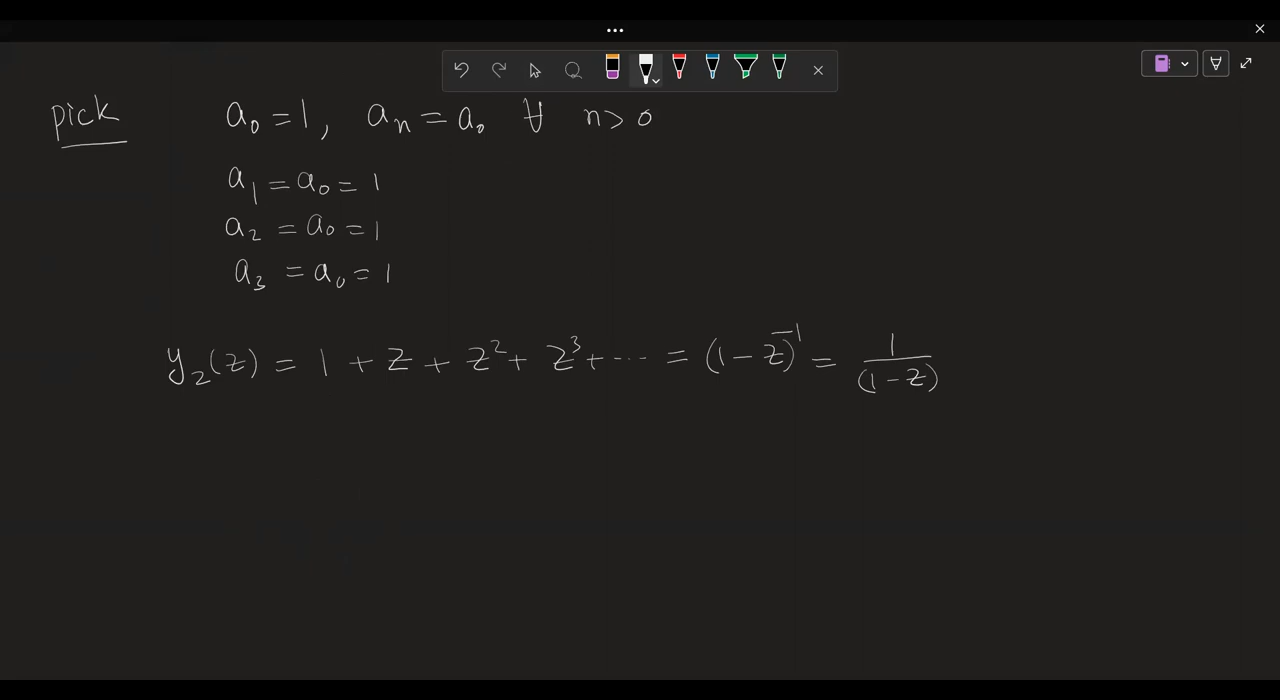 pick a₀ = 1, aₙ = a₀ ∀ n > 0
a₁ = a₀ = 1
a₂ = a₀ = 1
a₃ = a₀ = 1
y₂(z) = 1 + z + z² + z³ + ⋯ = (1 − z)⁻¹ = 1/(1 − z)